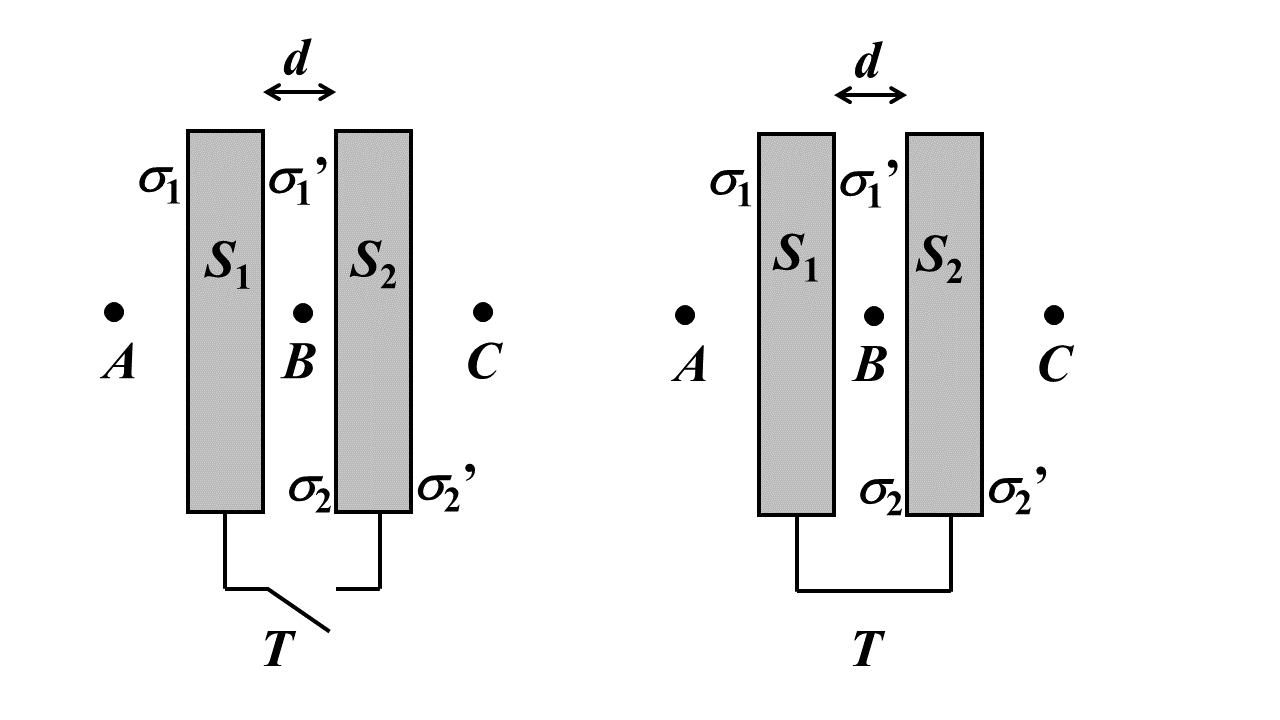 d d
σ1 σ1’ σ1 σ1’
S1 S2 S1 S2
A B C A B C
σ2 σ2’ σ2 σ2’
T T